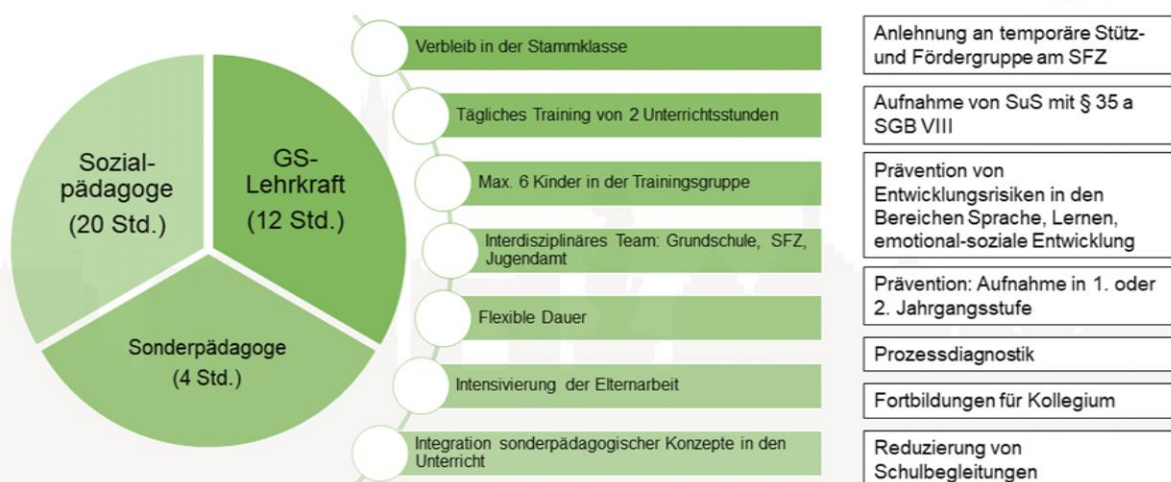 Sozial-
pädagoge
(20 Std.)
GS-
Lehrkraft
(12 Std.)
Sonderpädagoge
(4 Std.)
Verbleib in der Stammklasse
Tägliches Training von 2 Unterrichtsstunden
Max. 6 Kinder in der Trainingsgruppe
Interdisziplinäres Team: Grundschule, SFZ,
Jugendamt
Flexible Dauer
Intensivierung der Elternarbeit
Integration sonderpädagogischer Konzepte in den
Unterricht
Anlehnung an temporäre Stütz-
und Fördergruppe am SFZ
Aufnahme von SuS mit § 35 a
SGB VIII
Prävention von
Entwicklungsrisiken in den
Bereichen Sprache, Lernen,
emotional-soziale Entwicklung
Prävention: Aufnahme in 1. oder
2. Jahrgangsstufe
Prozessdiagnostik
Fortbildungen für Kollegium
Reduzierung von
Schulbegleitungen